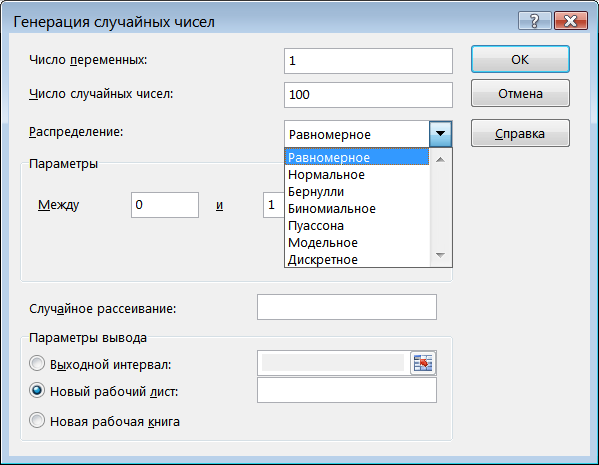 Генерация случайных чисел
Число переменных: 1
OK
Число случайных чисел: 100
Отмена
Распределение: Равномерное
Справка
Равномерное
Нормальное
Бернулли
Биномиальное
Пуассона
Модельное
Дискретное
Параметры
Между 0 и 1
Случайное рассеивание:
Параметры вывода
Выходной интервал:
Новый рабочий лист:
Новая рабочая книга